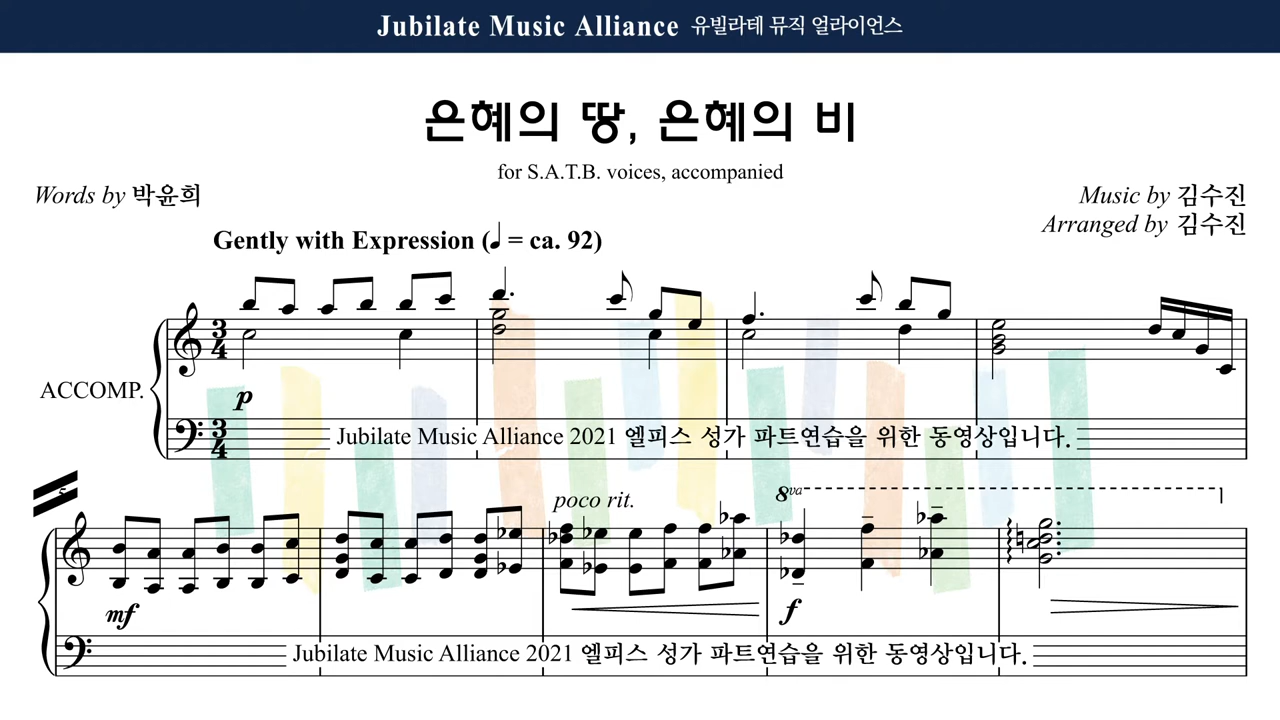 Jubilate Music Alliance 유빌라테 뮤직 얼라이언스
은혜의 땅, 은혜의 비
for S.A.T.B. voices, accompanied
Words by 박윤희
Music by 김수진
Arranged by 김수진
Gently with Expression (♩ = ca. 92)
3 4
ACCOMP.
p
3 4
Jubilate Music Alliance 2021 엘피스 성가 파트연습을 위한 동영상입니다.
poco rit.
8va
mf
f
Jubilate Music Alliance 2021 엘피스 성가 파트연습을 위한 동영상입니다.